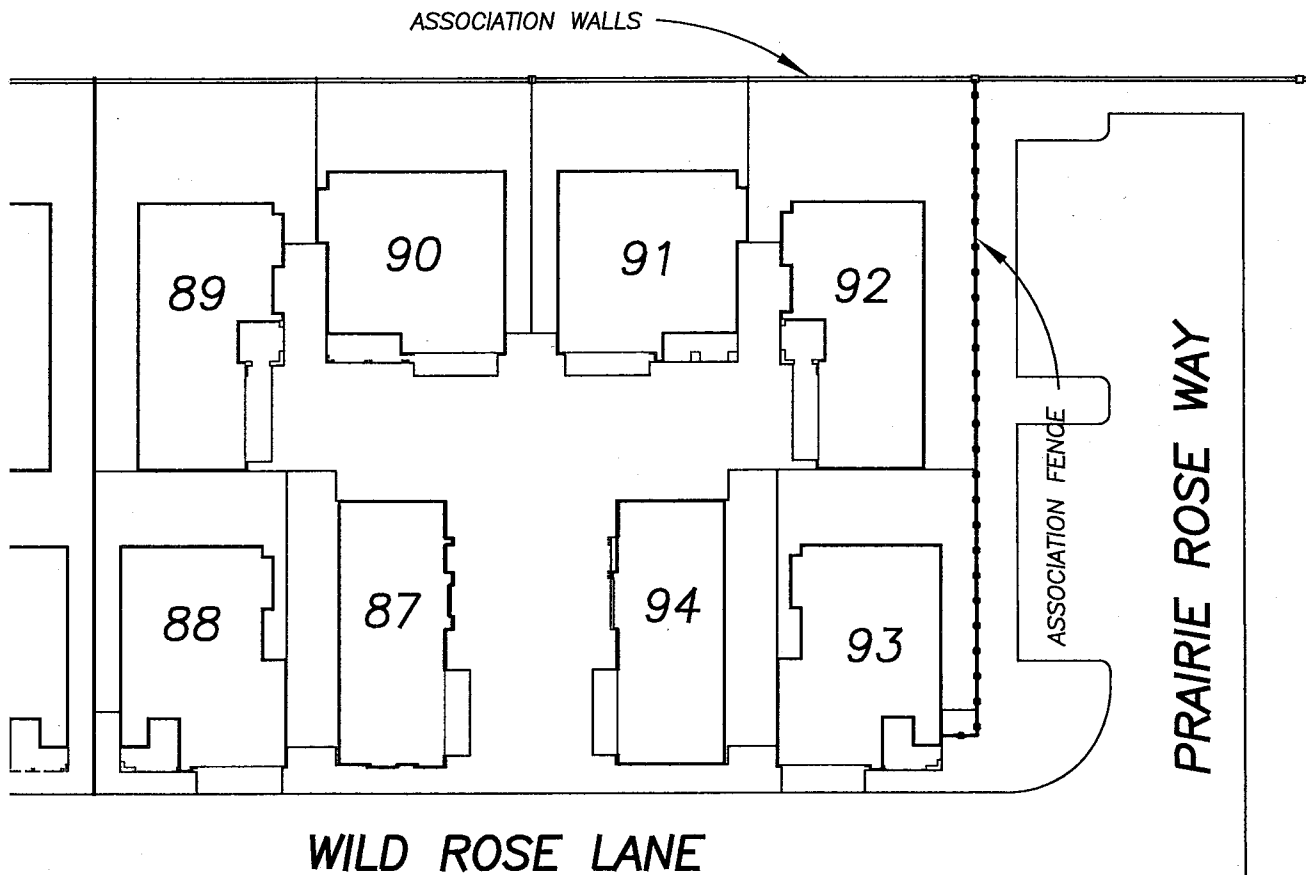 ASSOCIATION WALLS
90
91
89
92
88
87
94
93
ASSOCIATION FENCE
PRAIRIE ROSE WAY
WILD ROSE LANE